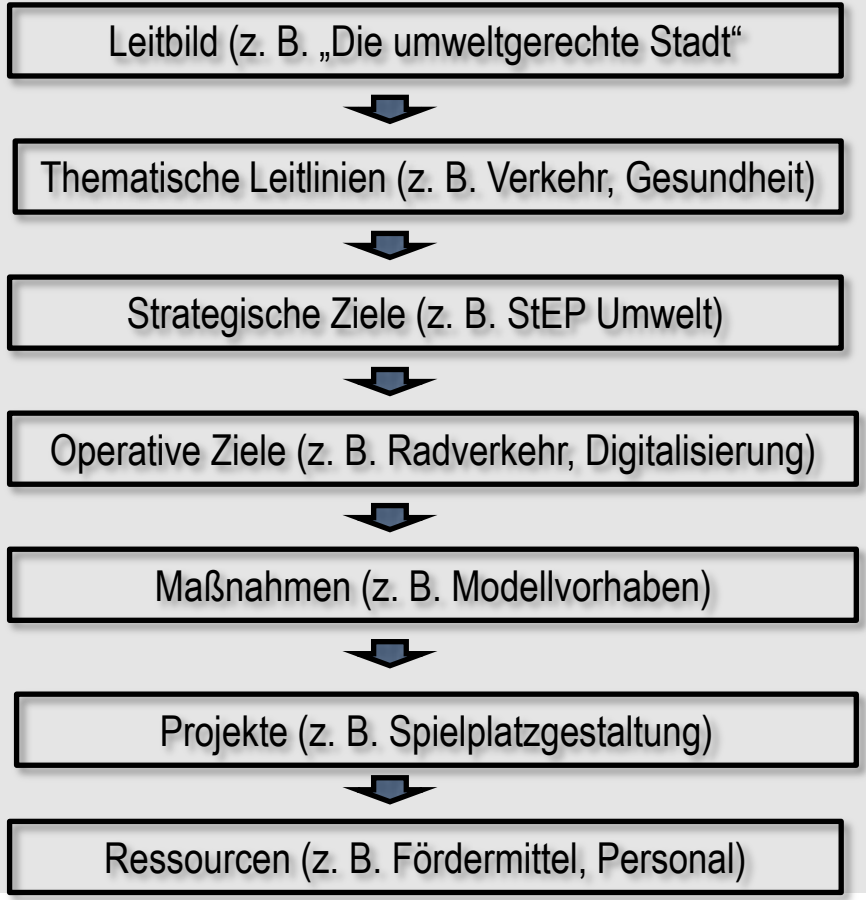 Leitbild (z. B. „Die umweltgerechte Stadt“
Thematische Leitlinien (z. B. Verkehr, Gesundheit)
Strategische Ziele (z. B. StEP Umwelt)
Operative Ziele (z. B. Radverkehr, Digitalisierung)
Maßnahmen (z. B. Modellvorhaben)
Projekte (z. B. Spielplatzgestaltung)
Ressourcen (z. B. Fördermittel, Personal)